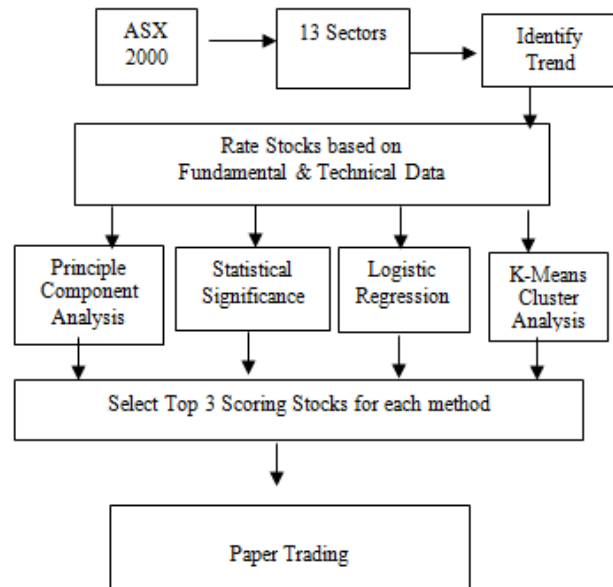 ASX
2000
13 Sectors
Identify
Trend
Rate Stocks based on
Fundamental & Technical Data
Principle
Component
Analysis
Statistical
Significance
Logistic
Regression
K-Means
Cluster
Analysis
Select Top 3 Scoring Stocks for each method
Paper Trading